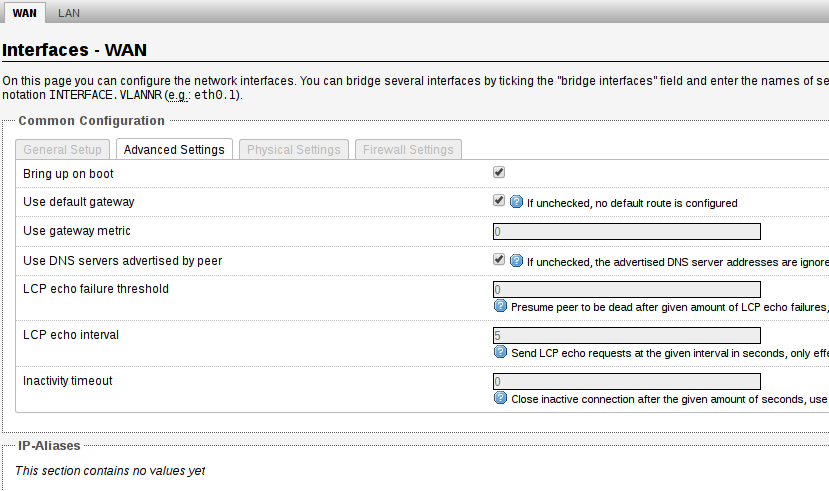 WAN LAN
Interfaces - WAN
On this page you can configure the network interfaces. You can bridge several interfaces by ticking the "bridge interfaces" field and enter the names of se
notation INTERFACE.VLANNR (e.g.: eth0.1).
Common Configuration
General Setup Advanced Settings Physical Settings Firewall Settings
Bring up on boot
Use default gateway If unchecked, no default route is configured
Use gateway metric 0
Use DNS servers advertised by peer If unchecked, the advertised DNS server addresses are ignore
LCP echo failure threshold 0
Presume peer to be dead after given amount of LCP echo failures,
LCP echo interval 5
Send LCP echo requests at the given interval in seconds, only effe
Inactivity timeout 0
Close inactive connection after the given amount of seconds, use
IP-Aliases
This section contains no values yet